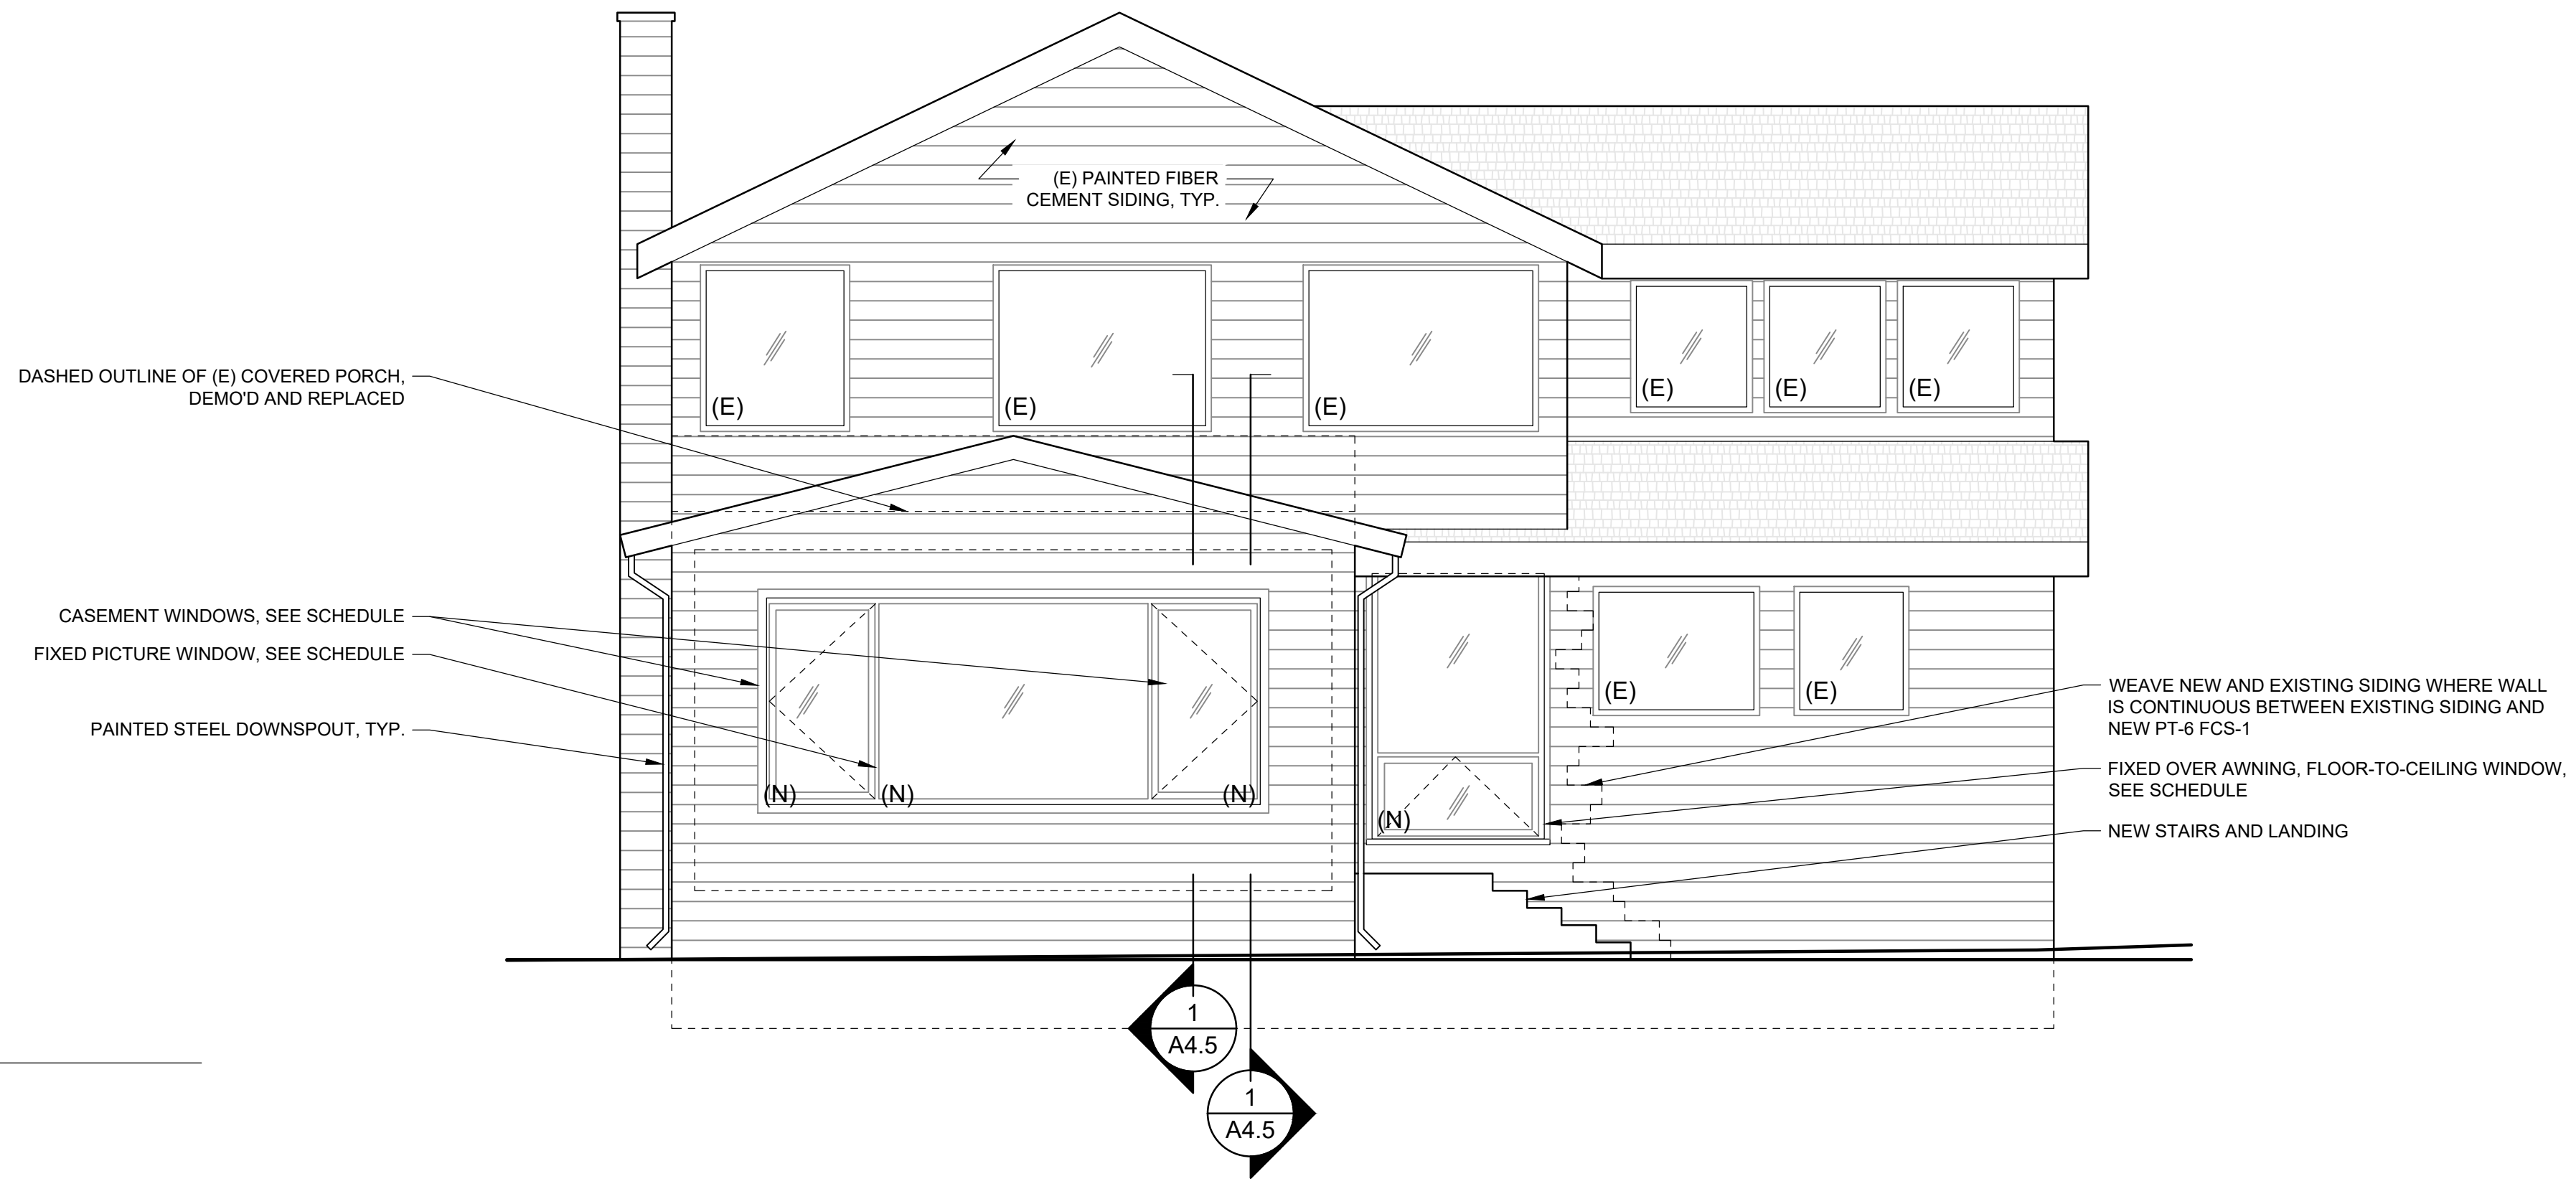 (E) PAINTED FIBER
CEMENT SIDING, TYP.
(E)
(E)
(E)
(E)
(E)
(E)
DASHED OUTLINE OF (E) COVERED PORCH,
DEMO'D AND REPLACED
CASEMENT WINDOWS, SEE SCHEDULE
FIXED PICTURE WINDOW, SEE SCHEDULE
PAINTED STEEL DOWNSPOUT, TYP.
(N)
(N)
(N)
(N)
(E)
(E)
WEAVE NEW AND EXISTING SIDING WHERE WALL
IS CONTINUOUS BETWEEN EXISTING SIDING AND
NEW PT-6 FCS-1
FIXED OVER AWNING, FLOOR-TO-CEILING WINDOW,
SEE SCHEDULE
NEW STAIRS AND LANDING
1
A4.5
1
A4.5